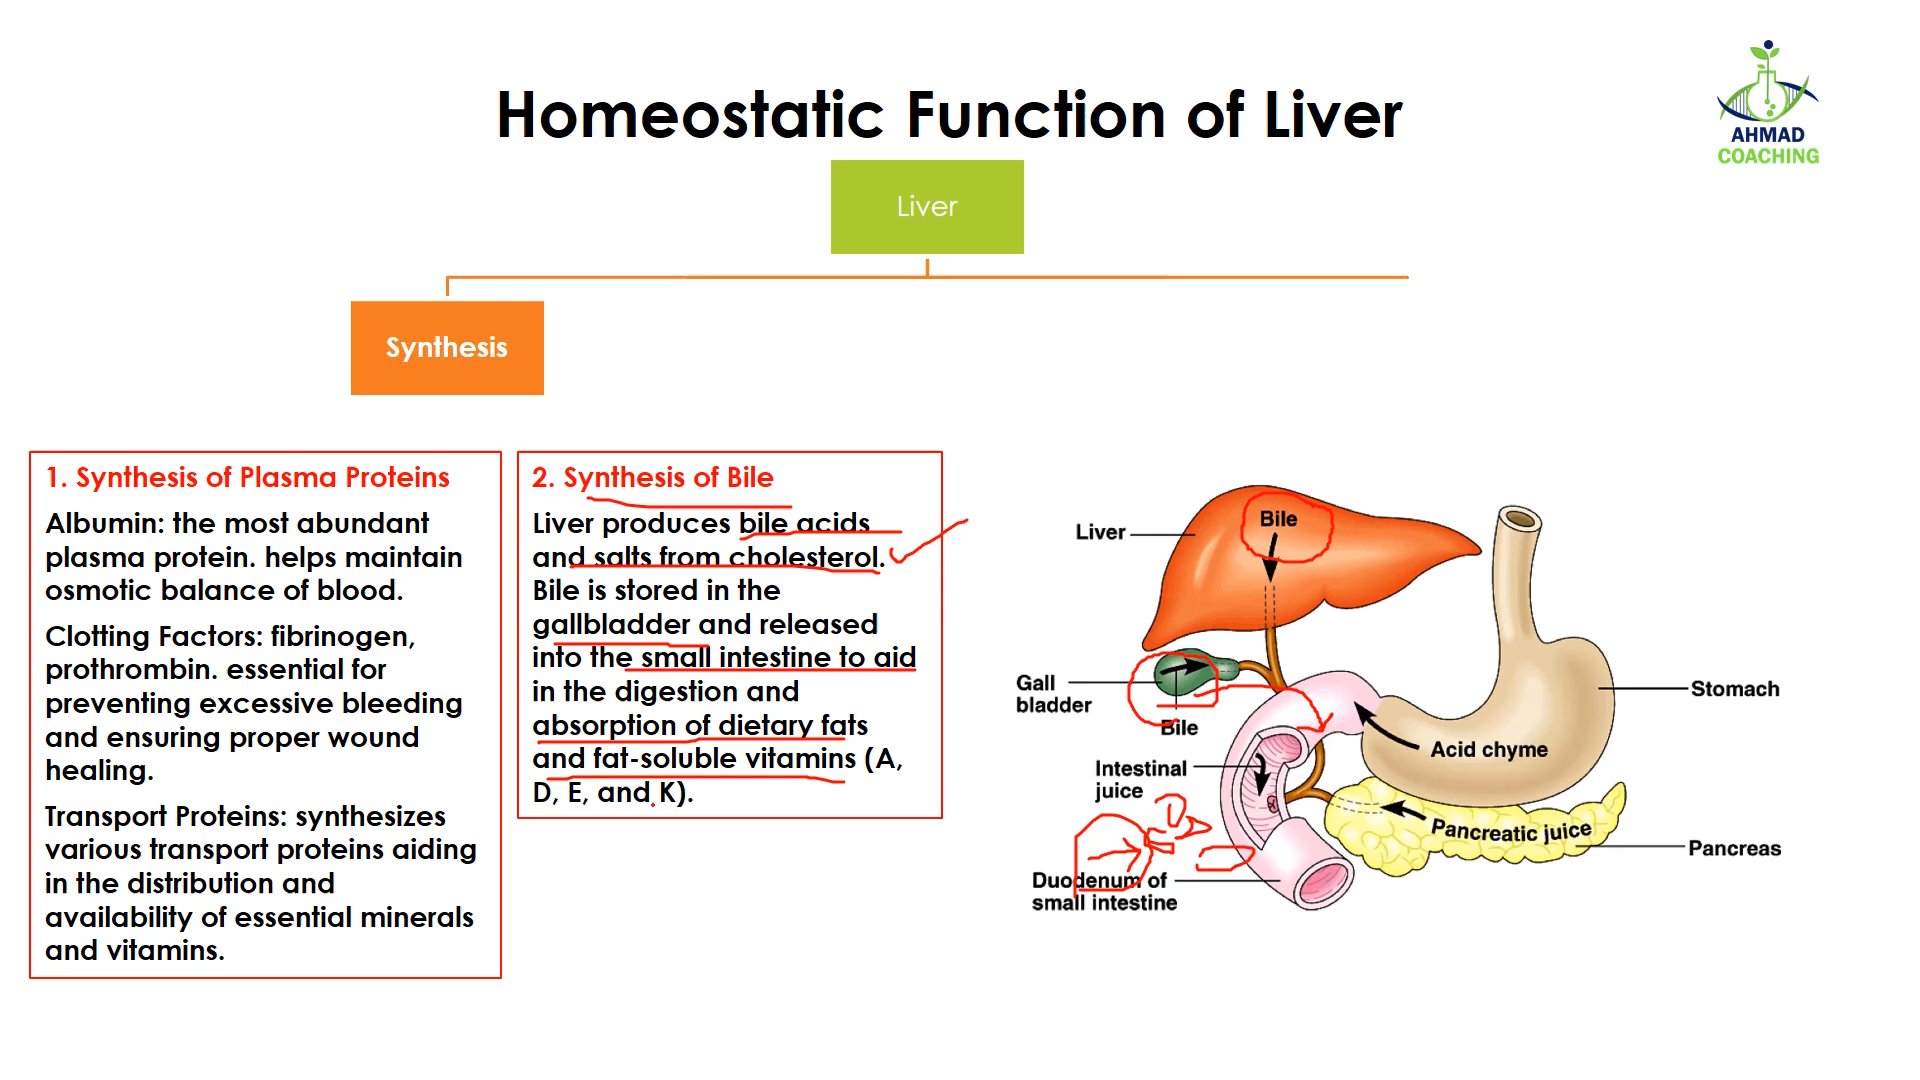 Homeostatic Function of Liver
AHMAD
COACHING
Liver
Synthesis
1. Synthesis of Plasma Proteins
Albumin: the most abundant
plasma protein. helps maintain
osmotic balance of blood.
Clotting Factors: fibrinogen,
prothrombin. essential for
preventing excessive bleeding
and ensuring proper wound
healing.
Transport Proteins: synthesizes
various transport proteins aiding
in the distribution and
availability of essential minerals
and vitamins.
2. Synthesis of Bile
Liver produces bile acids
and salts from cholesterol.
Bile is stored in the
gallbladder and released
into the small intestine to aid
in the digestion and
absorption of dietary fats
and fat-soluble vitamins (A,
D, E, and K).
Bile
Liver
Gall
bladder
Bile
Stomach
Acid chyme
Intestinal
juice
Pancreatic juice
Pancreas
Duodenum of
small intestine